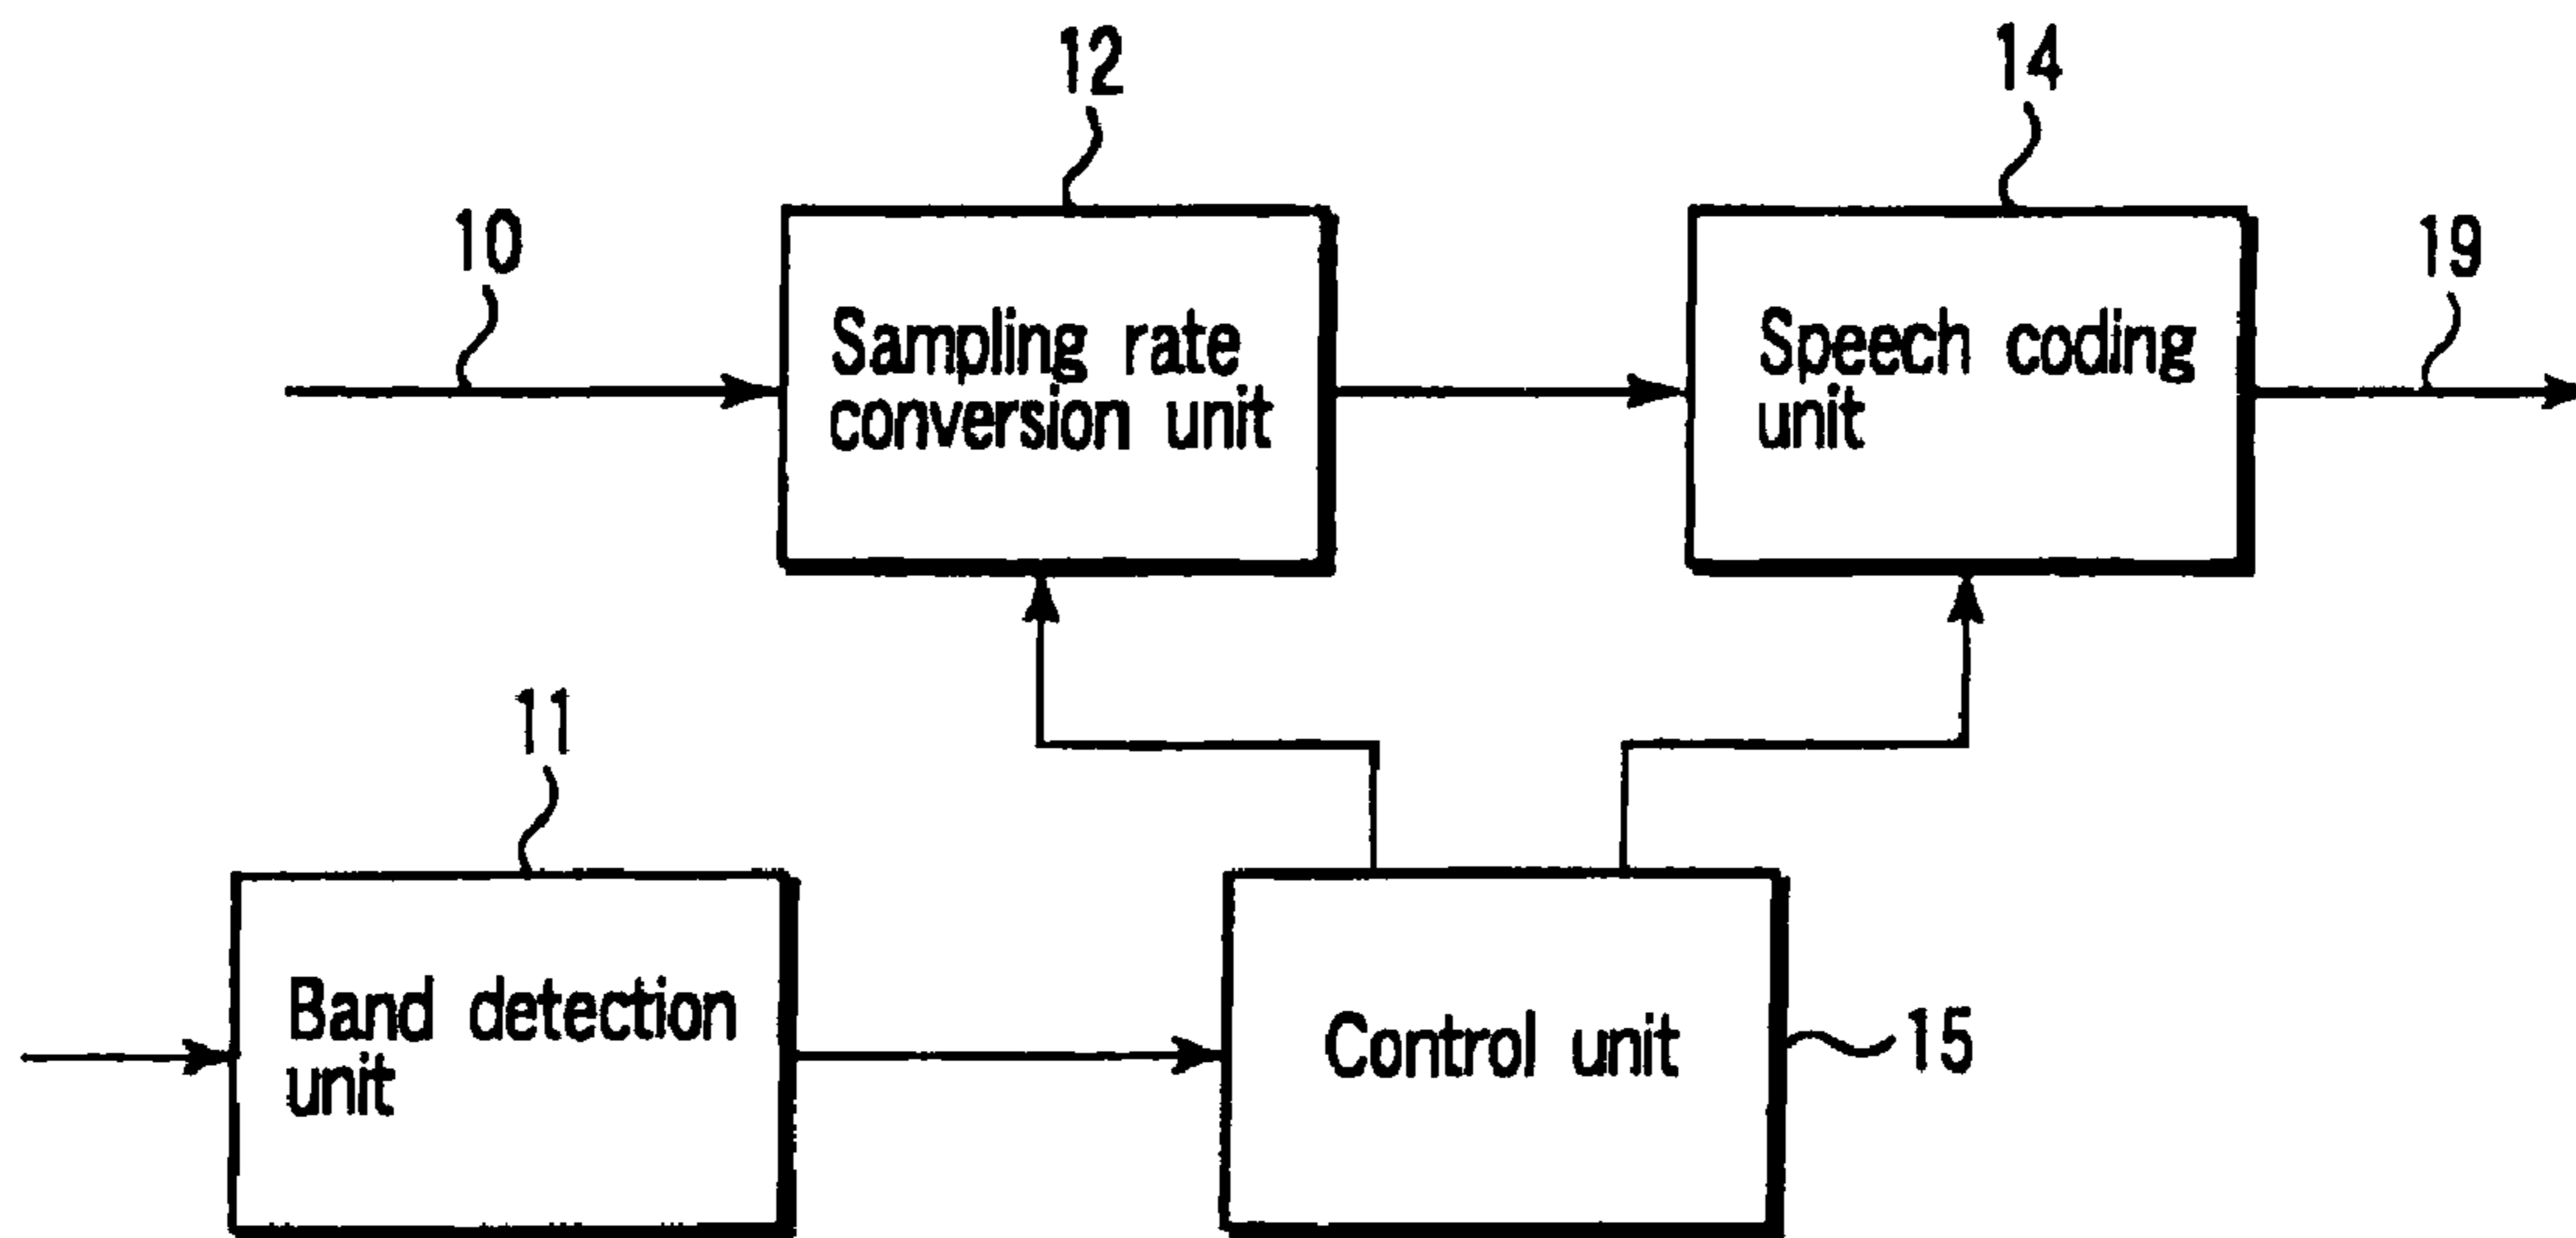 12
14
10
19
Sampling rate
conversion unit
Speech coding
unit
11
Band detection
unit
Control unit
15